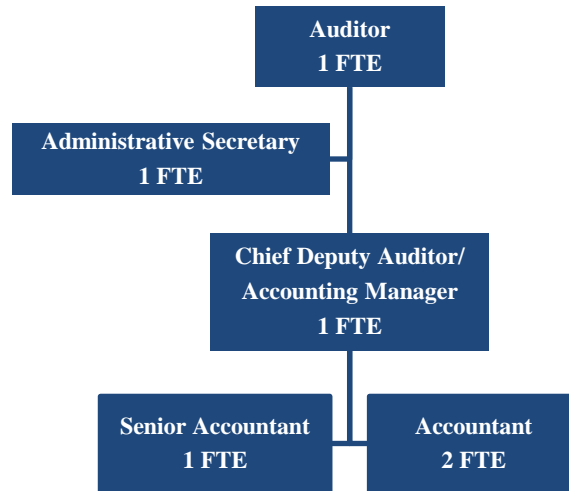 Auditor
1 FTE
Administrative Secretary
1 FTE
Chief Deputy Auditor/
Accounting Manager
1 FTE
Senior Accountant
1 FTE
Accountant
2 FTE